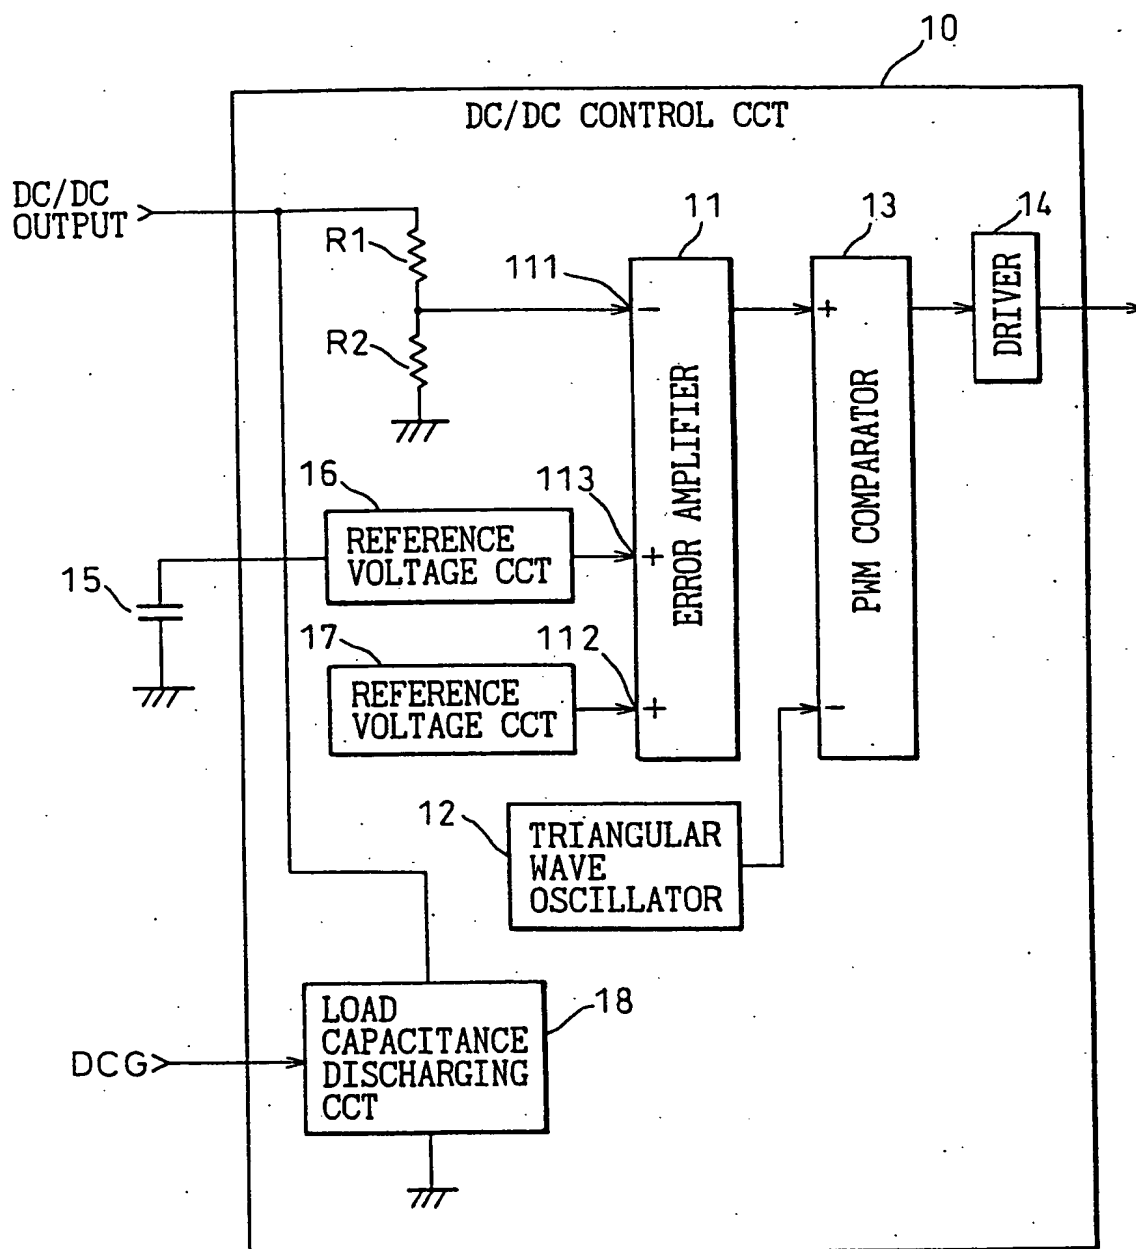 10
DC/DC CONTROL CCT
DC/DC
OUTPUT
R1
111
11
13
14
-
+
DRIVER
R2
ERROR AMPLIFIER
PWM COMPARATOR
16
113
REFERENCE
VOLTAGE CCT
+
15
17
112
REFERENCE
VOLTAGE CCT
+
-
12
TRIANGULAR
WAVE
OSCILLATOR
LOAD
CAPACITANCE
DISCHARGING
CCT
18
DCG